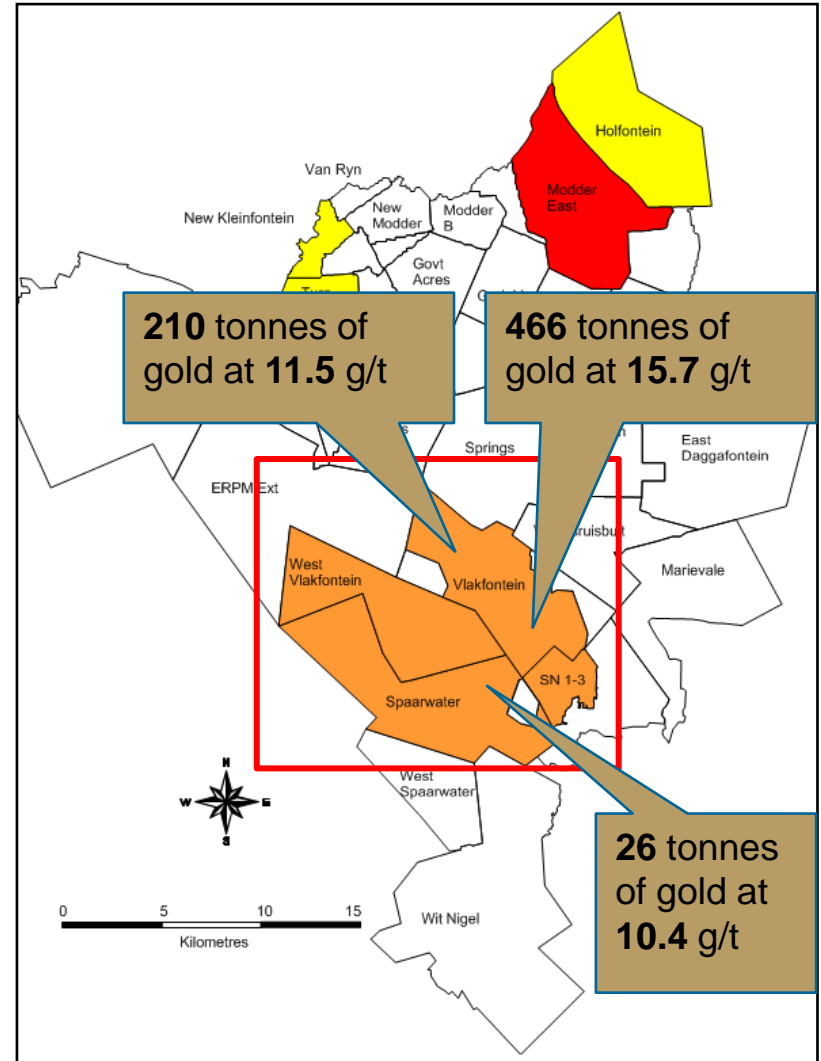 Holfontein
Van Ryn
Modder
East
New Kleinfontein
New
Modder
Modder
B
Govt
Acres
210 tonnes of
gold at 11.5 g/t
466 tonnes of
gold at 15.7 g/t
Springs
East
Daggafontein
ERPM Ext
West
Vlakfontein
Vlakfontein
Marievale
SN 1-3
Spaarwater
West
Spaarwater
N
W
E
S
26 tonnes
of gold at
10.4 g/t
0 5 10 15
Kilometres
Wit Nigel